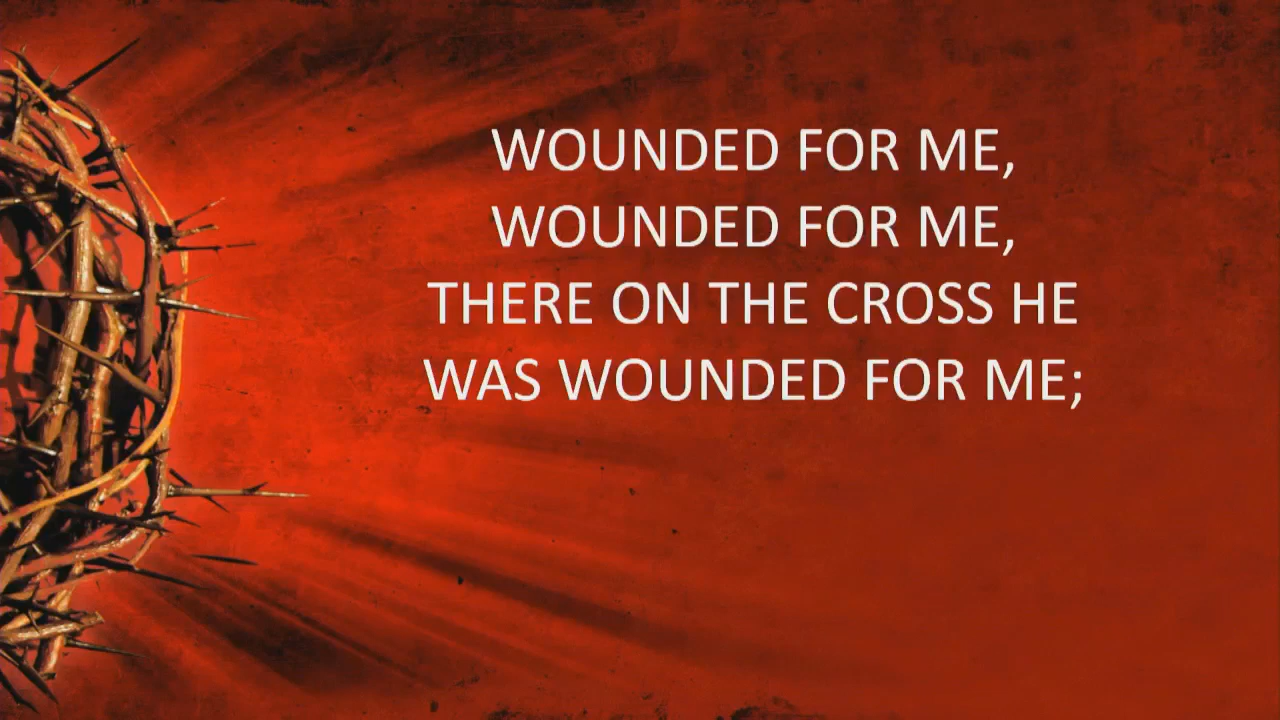 WOUNDED FOR ME,
WOUNDED FOR ME,
THERE ON THE CROSS HE
WAS WOUNDED FOR ME;